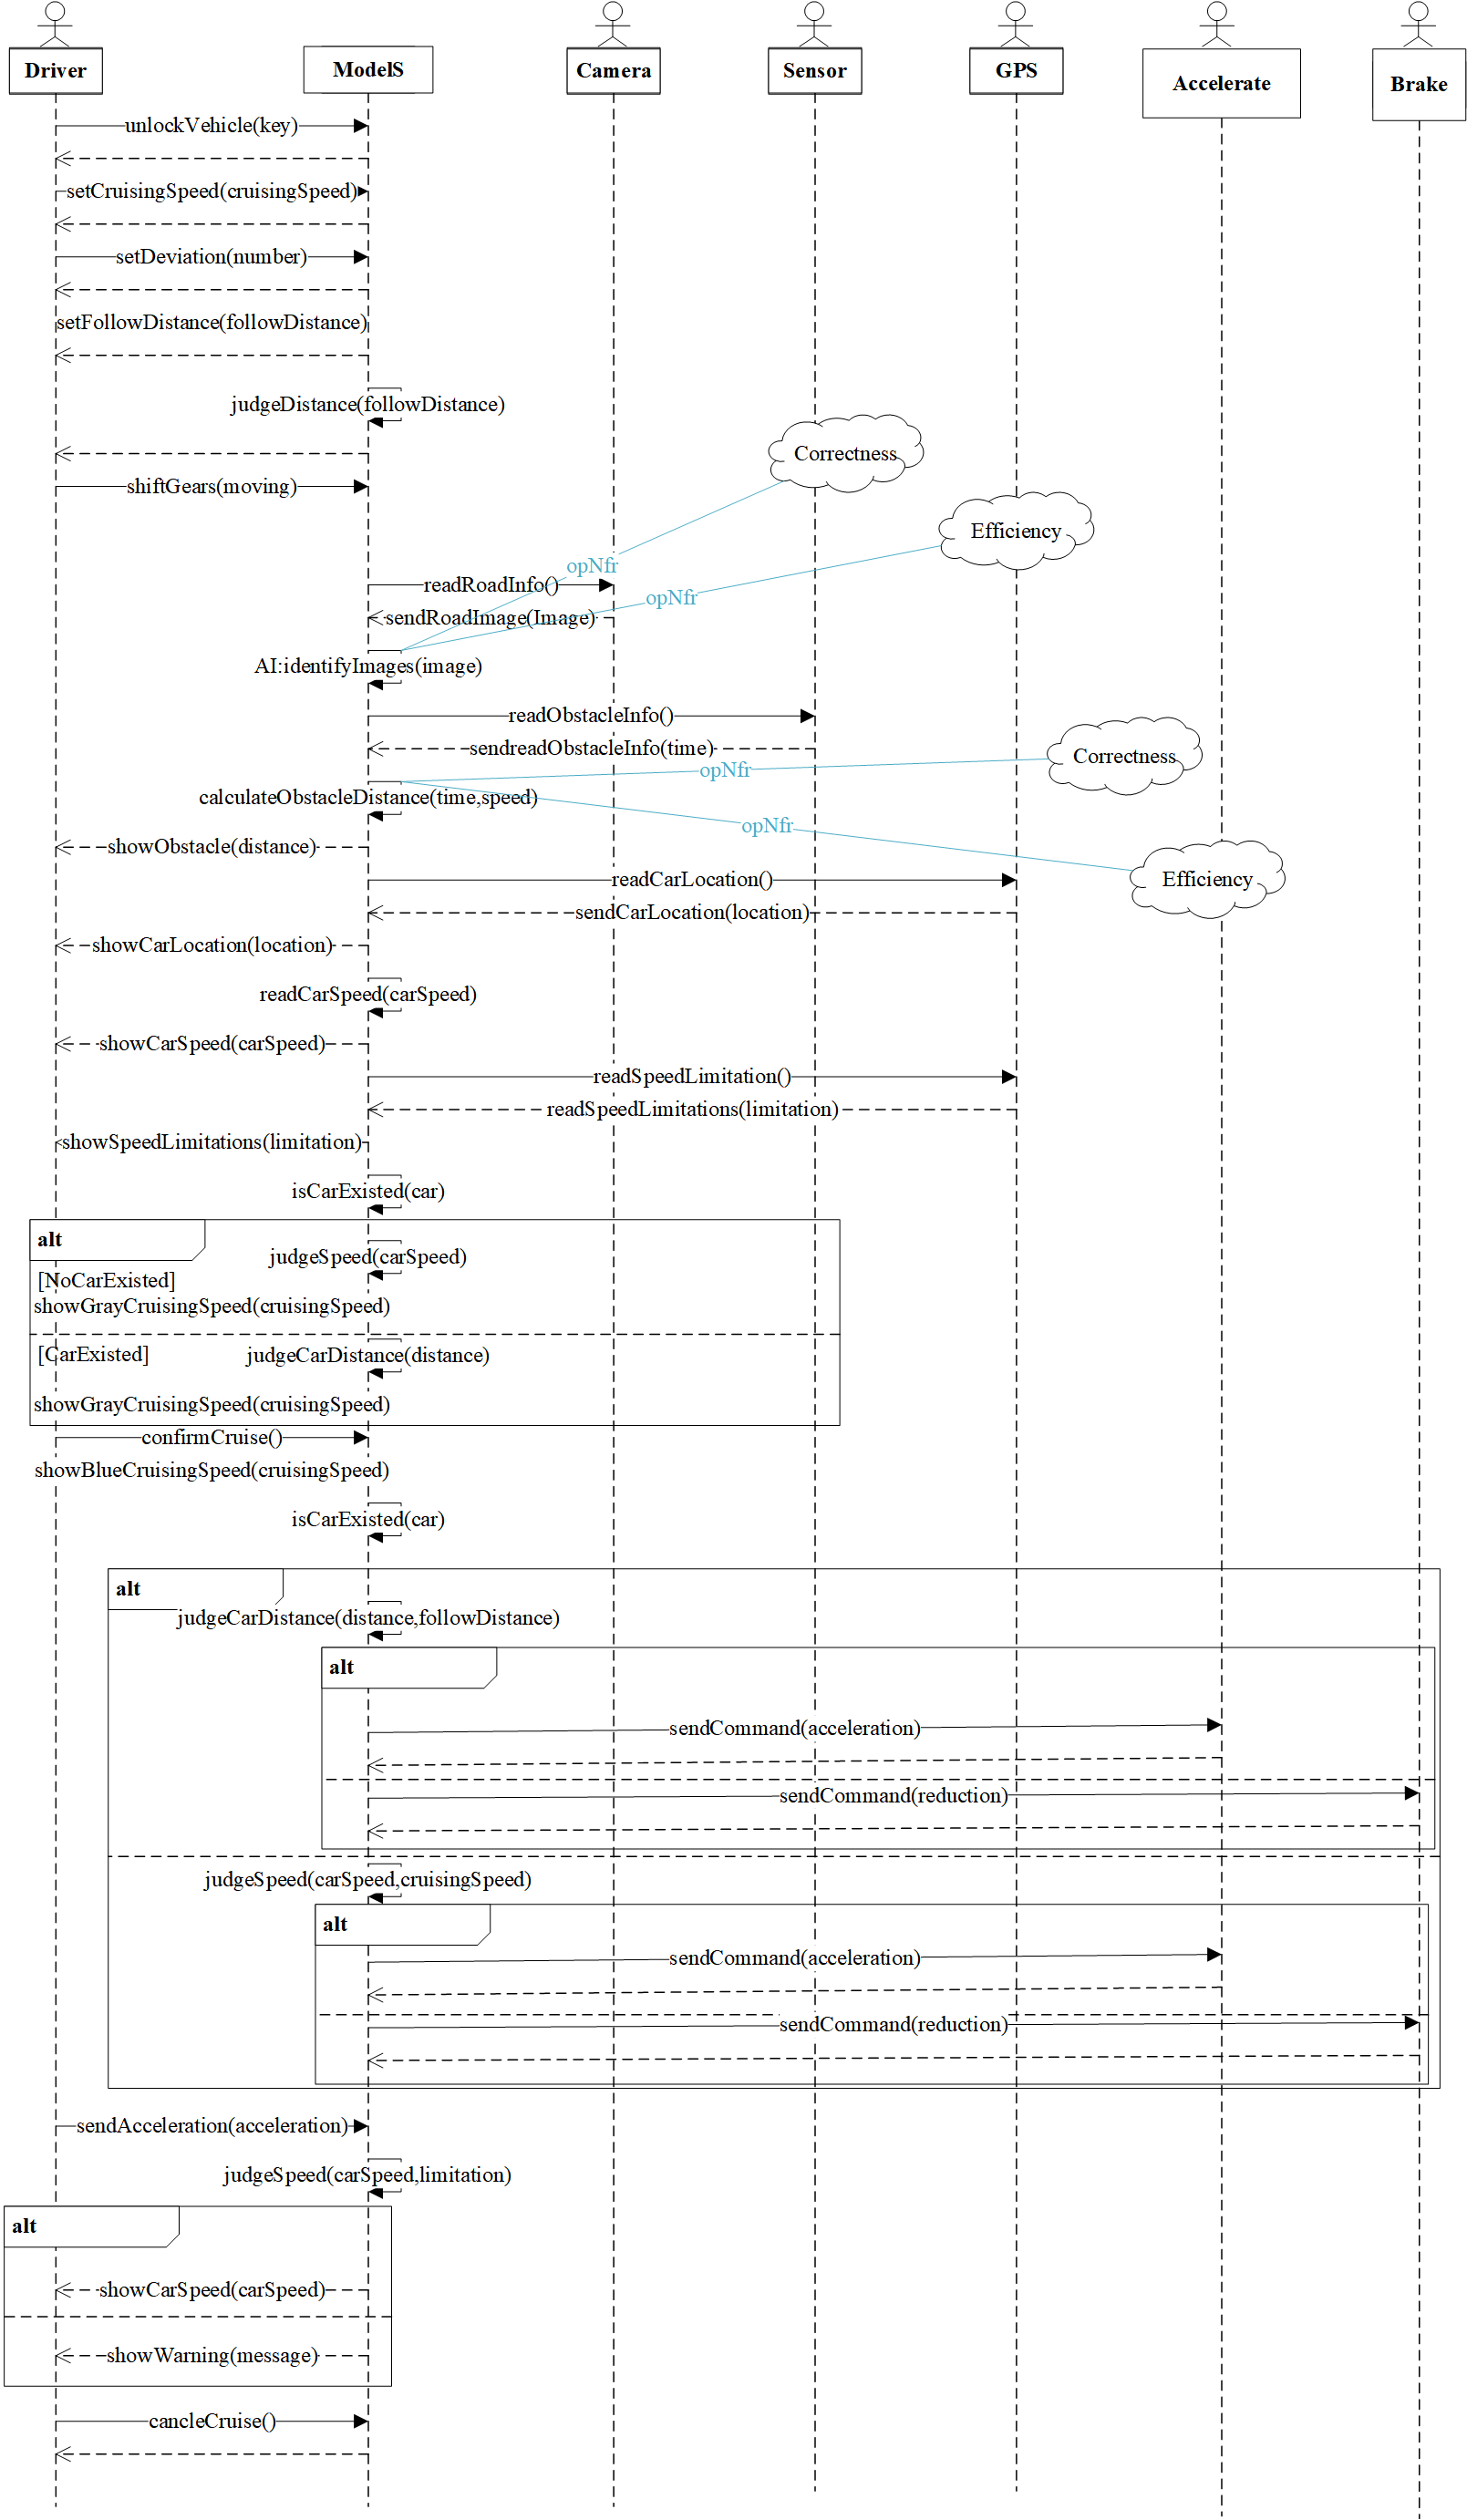 Driver
ModelS
Camera
Sensor
GPS
Accelerate
Brake
unlockVehicle(key)
setCruisingSpeed(cruisingSpeed)
setDeviation(number)
setFollowDistance(followDistance)
judgeDistance(followDistance)
Correctness
shiftGears(moving)
Efficiency
opNfr
readRoadInfo()
opNfr
sendRoadImage(Image)
AI:identifyImages(image)
readObstacleInfo()
sendreadObstacleInfo(time)
Correctness
opNfr
calculateObstacleDistance(time,speed)
opNfr
showObstacle(distance)
readCarLocation()
Efficiency
sendCarLocation(location)
showCarLocation(location)
readCarSpeed(carSpeed)
showCarSpeed(carSpeed)
readSpeedLimitation()
readSpeedLimitations(limitation)
showSpeedLimitations(limitation)
isCarExisted(car)
alt
judgeSpeed(carSpeed)
[NoCarExisted]
showGrayCruisingSpeed(cruisingSpeed)
[CarExisted]
judgeCarDistance(distance)
showGrayCruisingSpeed(cruisingSpeed)
confirmCruise()
showBlueCruisingSpeed(cruisingSpeed)
isCarExisted(car)
alt
judgeCarDistance(distance,followDistance)
alt
sendCommand(acceleration)
sendCommand(reduction)
judgeSpeed(carSpeed,cruisingSpeed)
alt
sendCommand(acceleration)
sendCommand(reduction)
sendAcceleration(acceleration)
judgeSpeed(carSpeed,limitation)
alt
showCarSpeed(carSpeed)
showWarning(message)
cancleCruise()